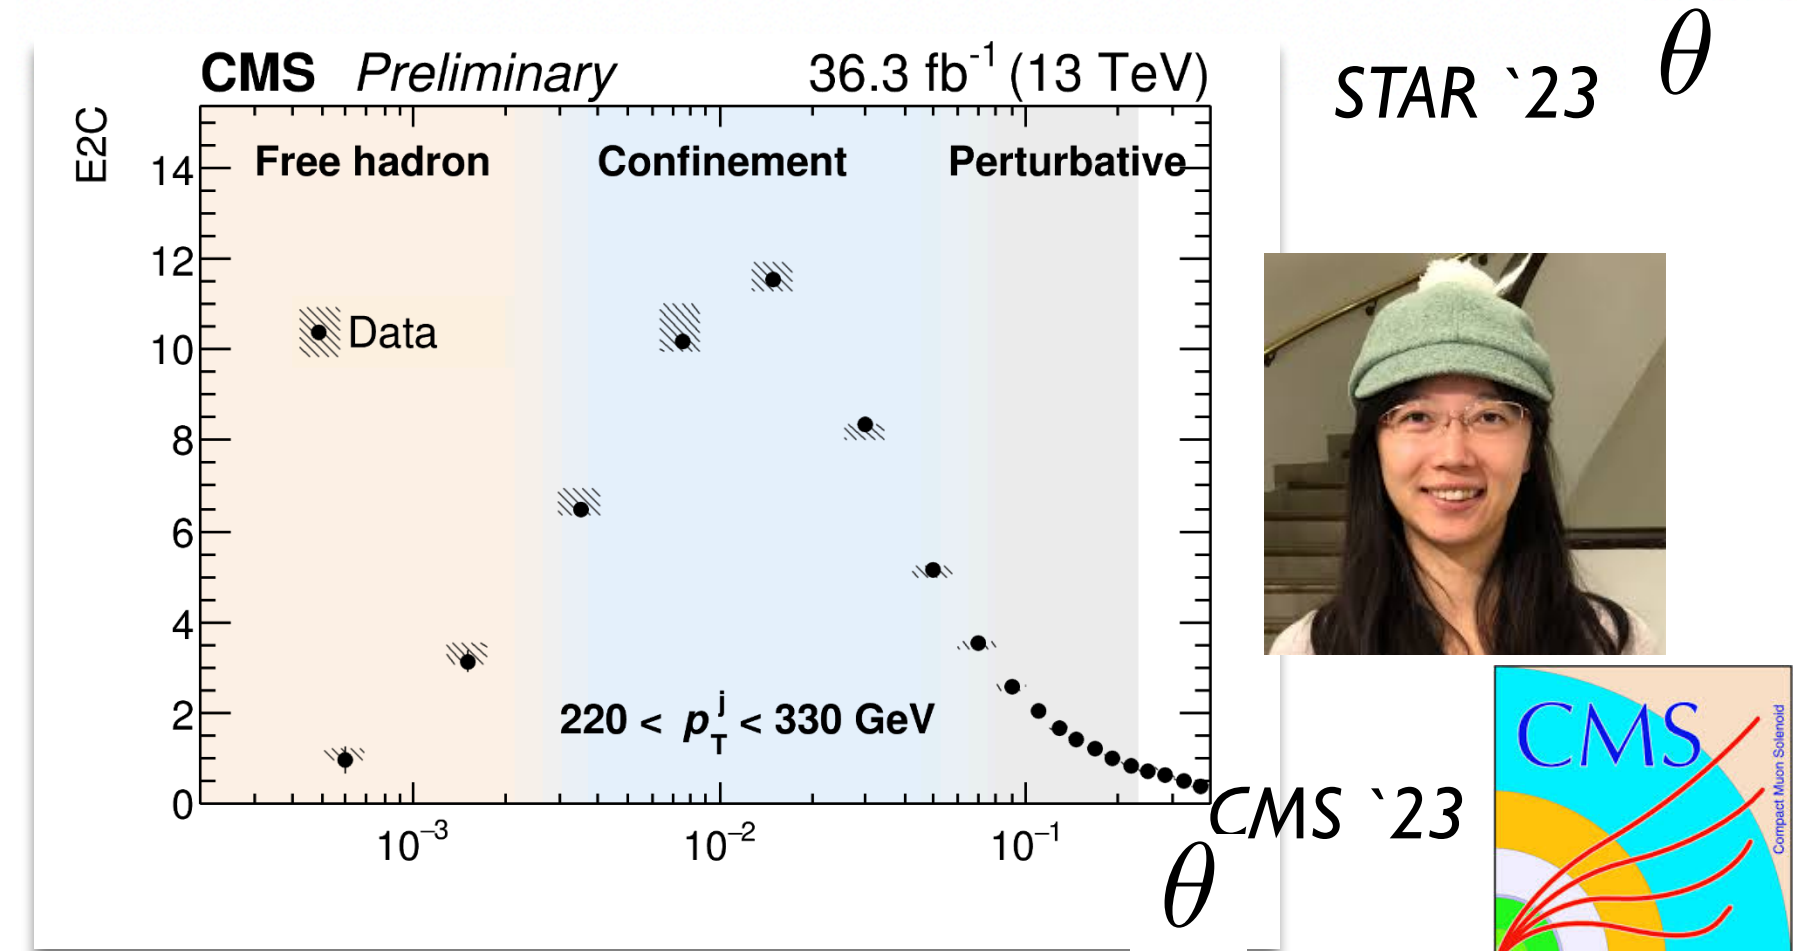 θ
CMS Preliminary 36.3 fb⁻¹ (13 TeV)
STAR `23
E2C
Free hadron Confinement Perturbative
14
12
10
8
6
4
2
0
Data
220 < p_T^j < 330 GeV
10⁻³ 10⁻² 10⁻¹
θ
CMS `23
CMS
Compact Muon Solenoid